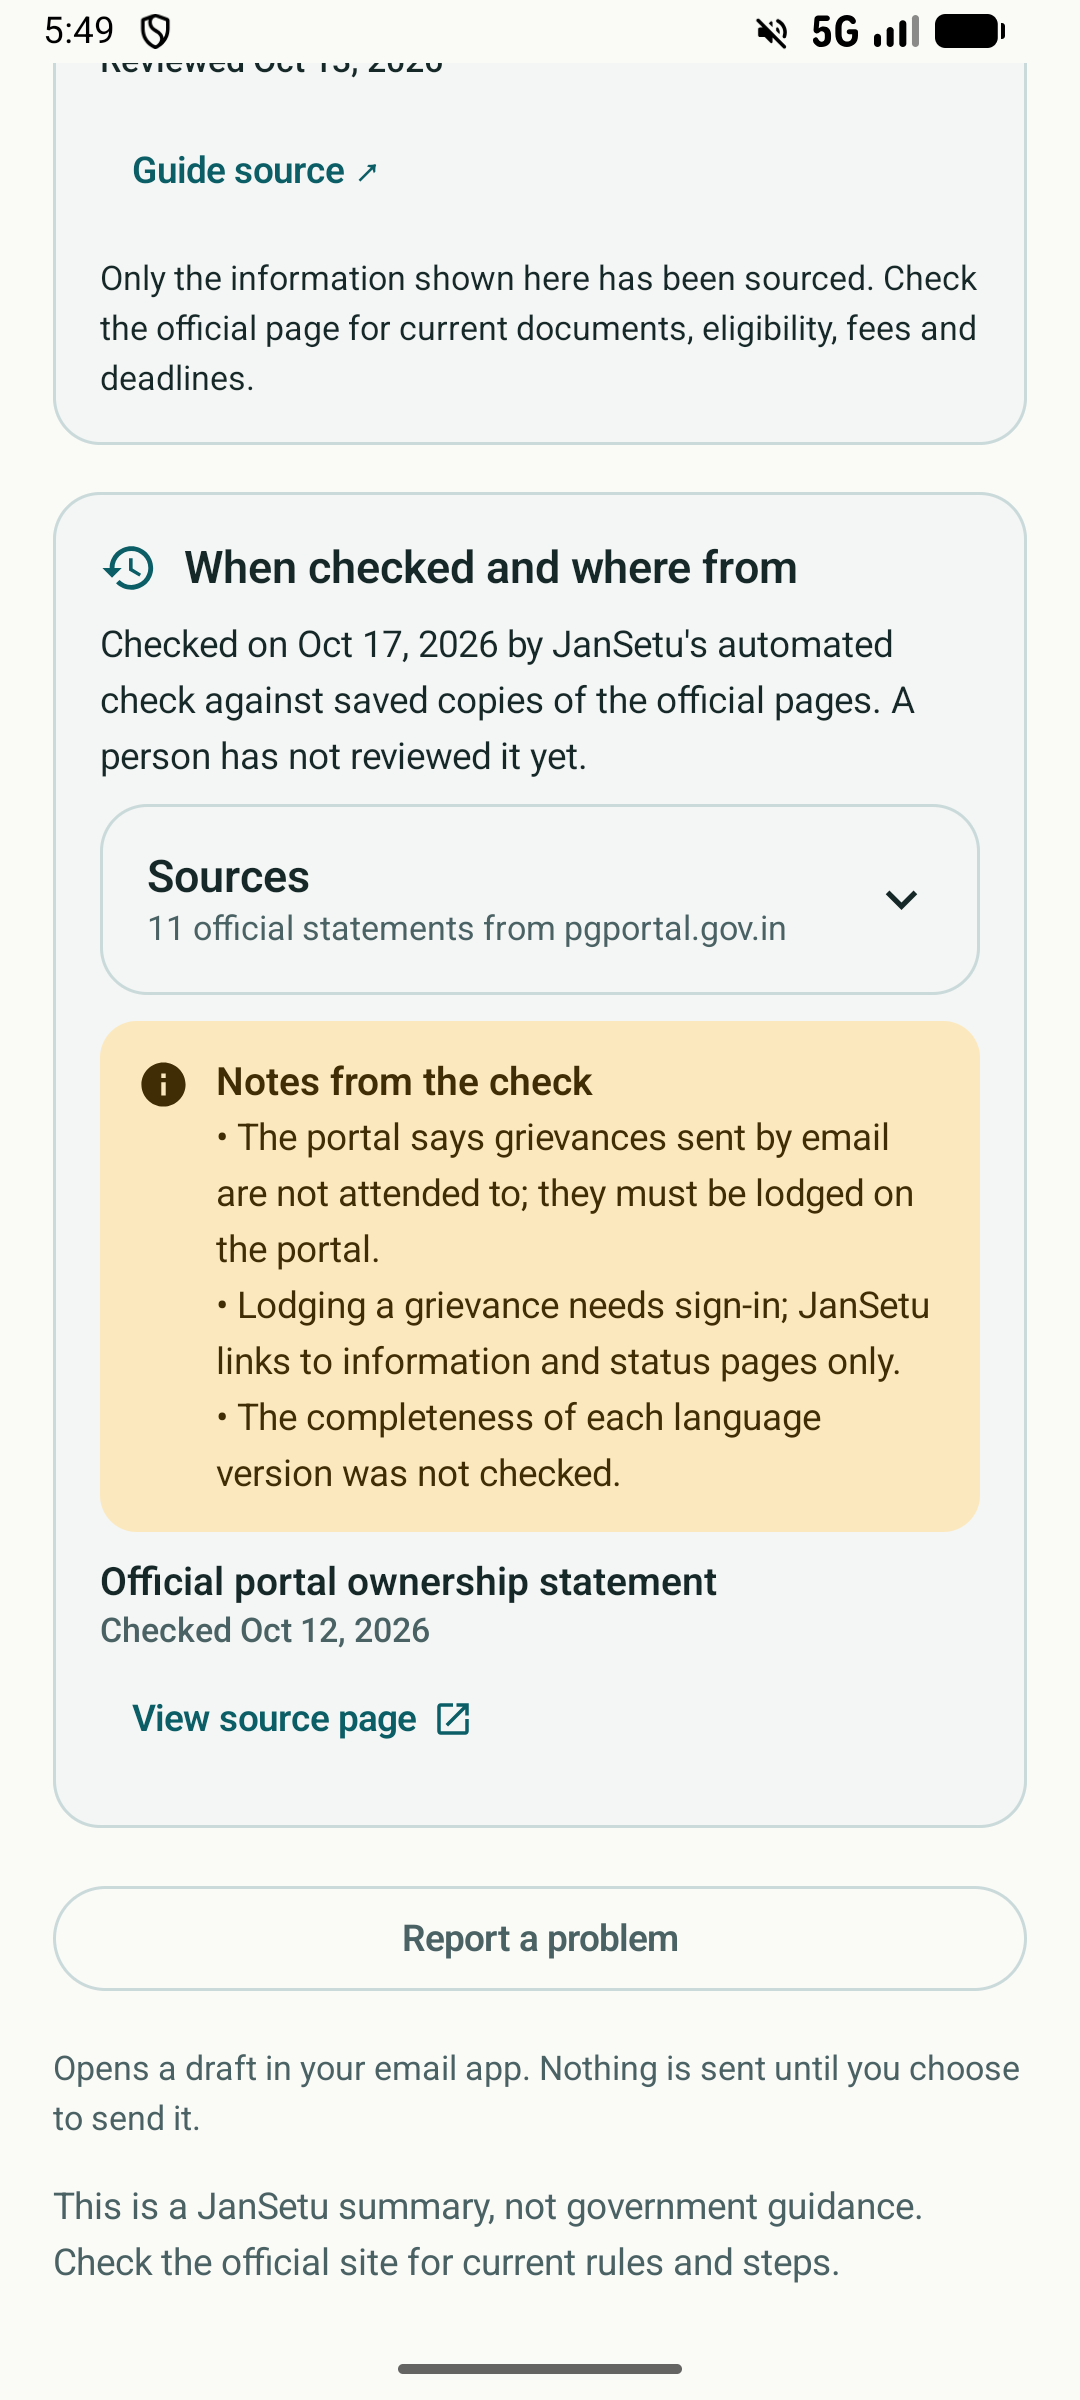 5:49
5G
Reviewed Oct 13, 2026
Guide source ↗
Only the information shown here has been sourced. Check
the official page for current documents, eligibility, fees and
deadlines.
When checked and where from
Checked on Oct 17, 2026 by JanSetu's automated
check against saved copies of the official pages. A
person has not reviewed it yet.
Sources
11 official statements from pgportal.gov.in
Notes from the check
• The portal says grievances sent by email
are not attended to; they must be lodged on
the portal.
• Lodging a grievance needs sign-in; JanSetu
links to information and status pages only.
• The completeness of each language
version was not checked.
Official portal ownership statement
Checked Oct 12, 2026
View source page
Report a problem
Opens a draft in your email app. Nothing is sent until you choose
to send it.
This is a JanSetu summary, not government guidance.
Check the official site for current rules and steps.